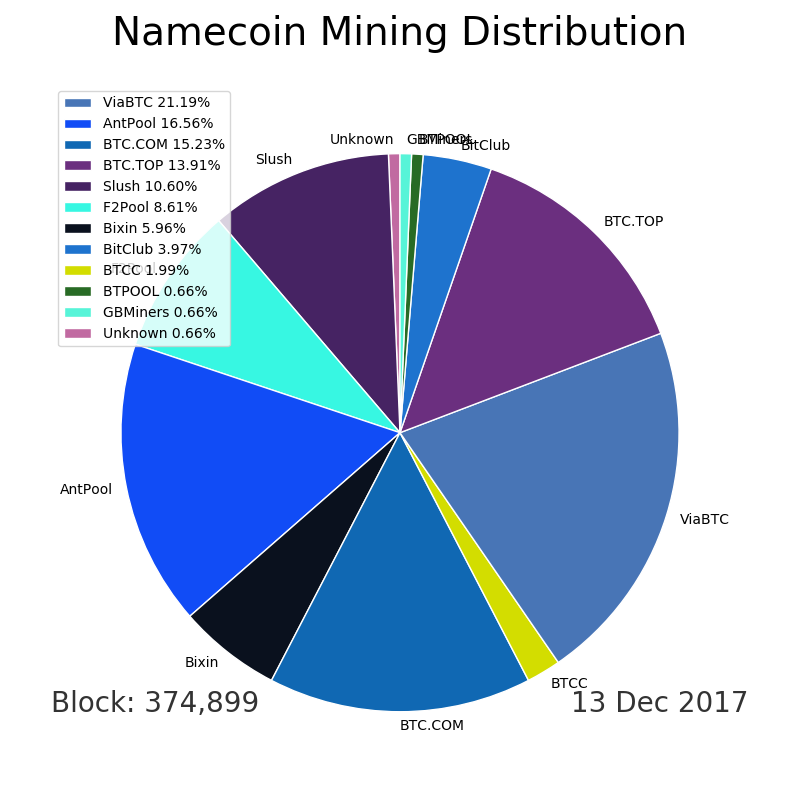 Namecoin Mining Distribution
ViaBTC 21.19%
AntPool 16.56%
BTC.COM 15.23%
BTC.TOP 13.91%
Slush 10.60%
F2Pool 8.61%
Bixin 5.96%
BitClub 3.97%
BTCC 1.99%
BTPOOL 0.66%
GBMiners 0.66%
Unknown 0.66%
Unknown
GBMiners
BTPOOL
BitClub
Slush
BTC.TOP
F2Pool
AntPool
ViaBTC
Bixin
BTCC
BTC.COM
Block: 374,899
13 Dec 2017